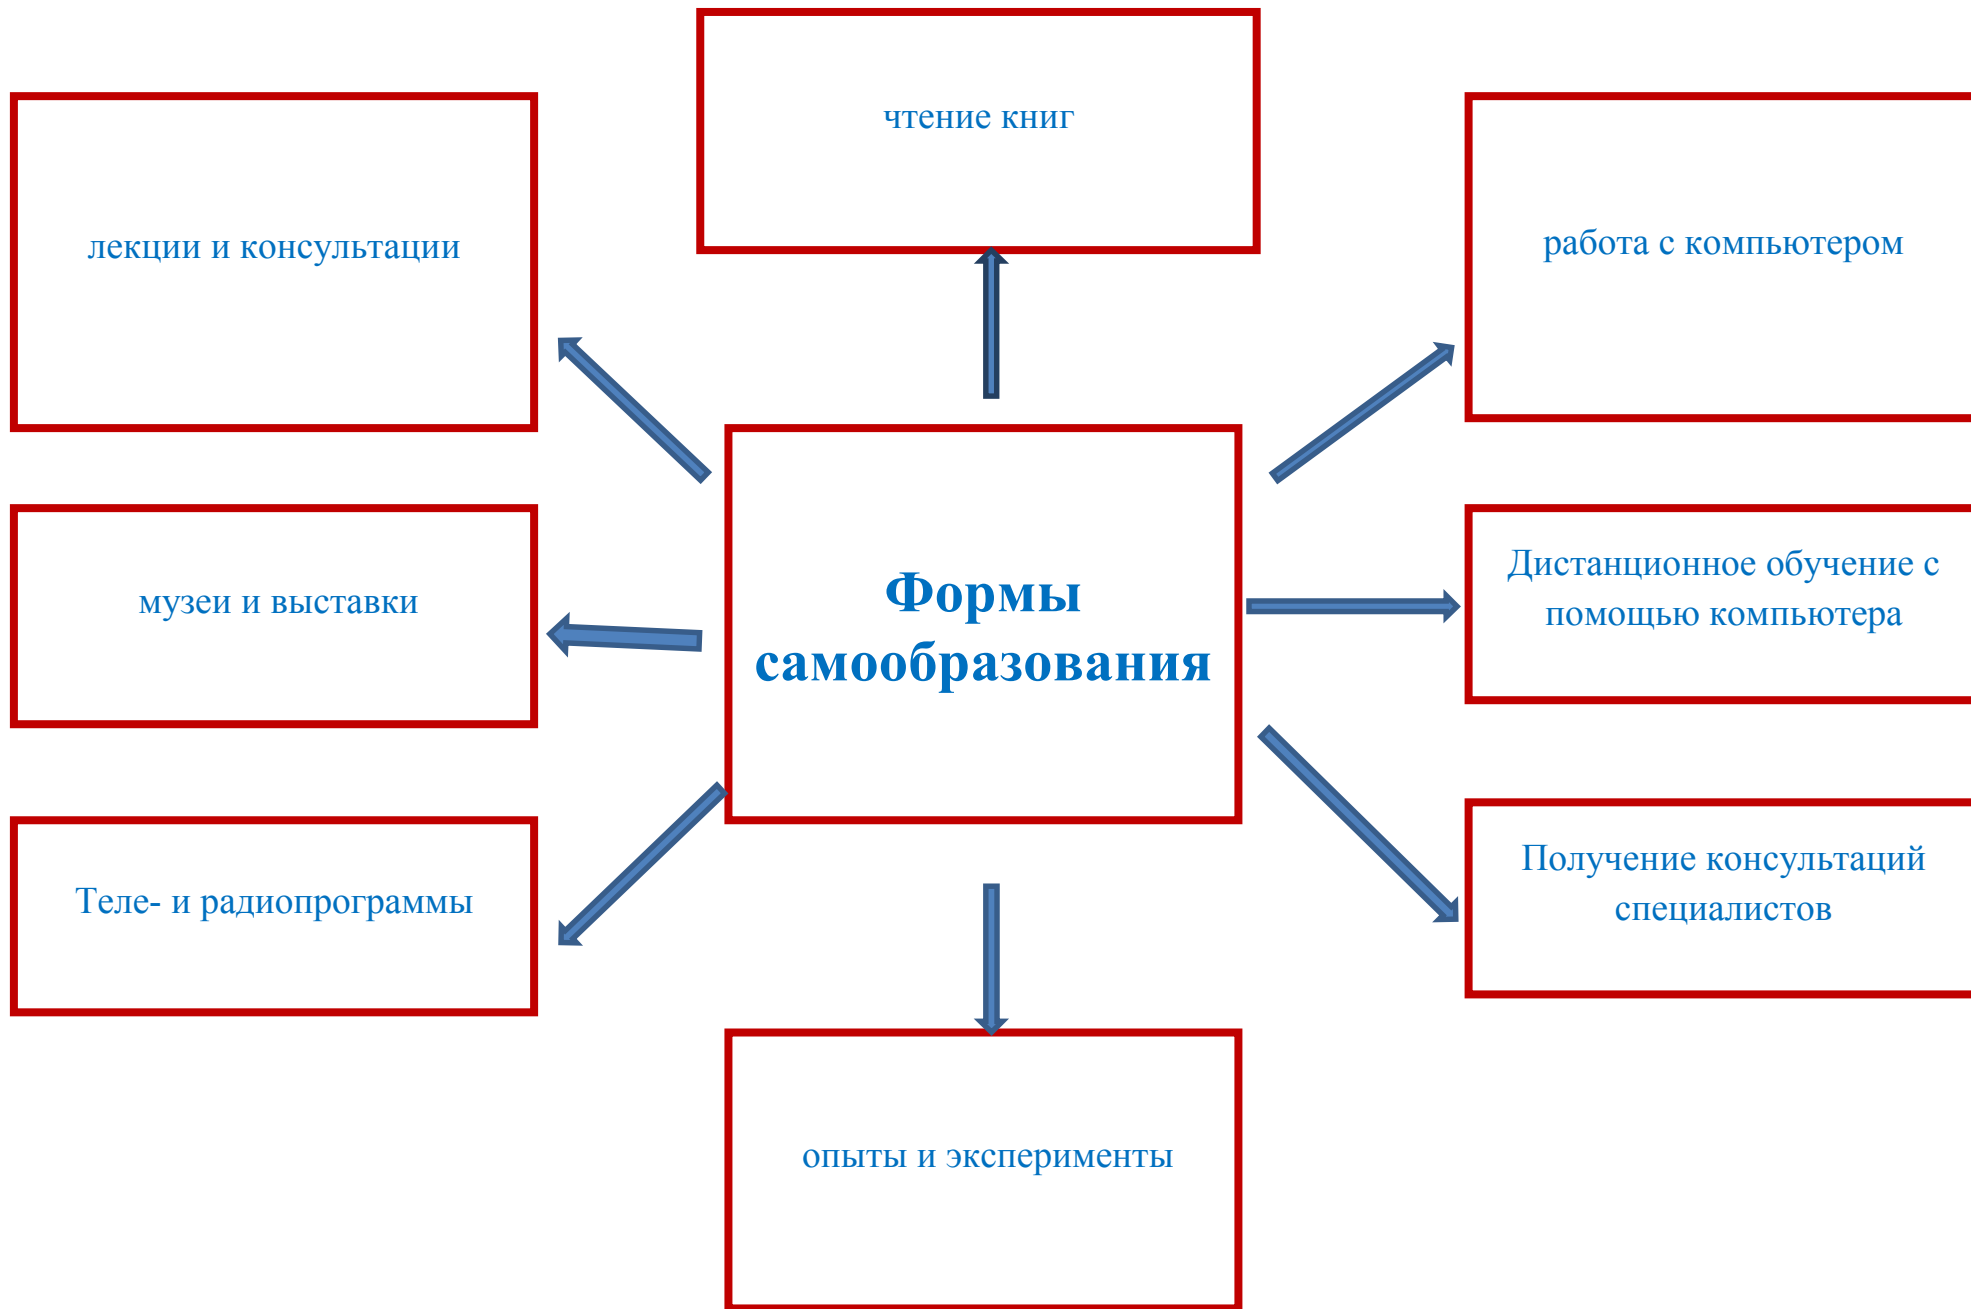 чтение книг
лекции и консультации
работа с компьютером
музеи и выставки
Формы
самообразования
Дистанционное обучение с
помощью компьютера
Теле- и радиопрограммы
Получение консультаций
специалистов
опыты и эксперименты